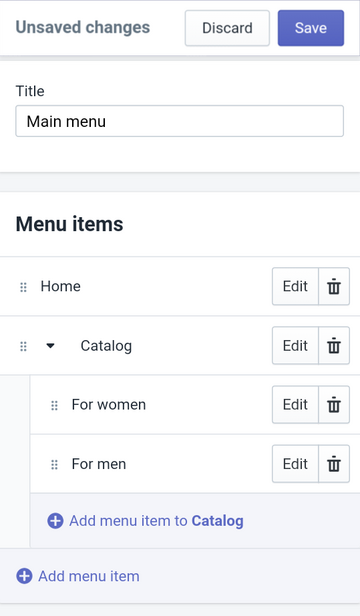 Unsaved changes Discard Save
Title
Main menu
Menu items
Home Edit
Catalog Edit
For women Edit
For men Edit
Add menu item to Catalog
Add menu item